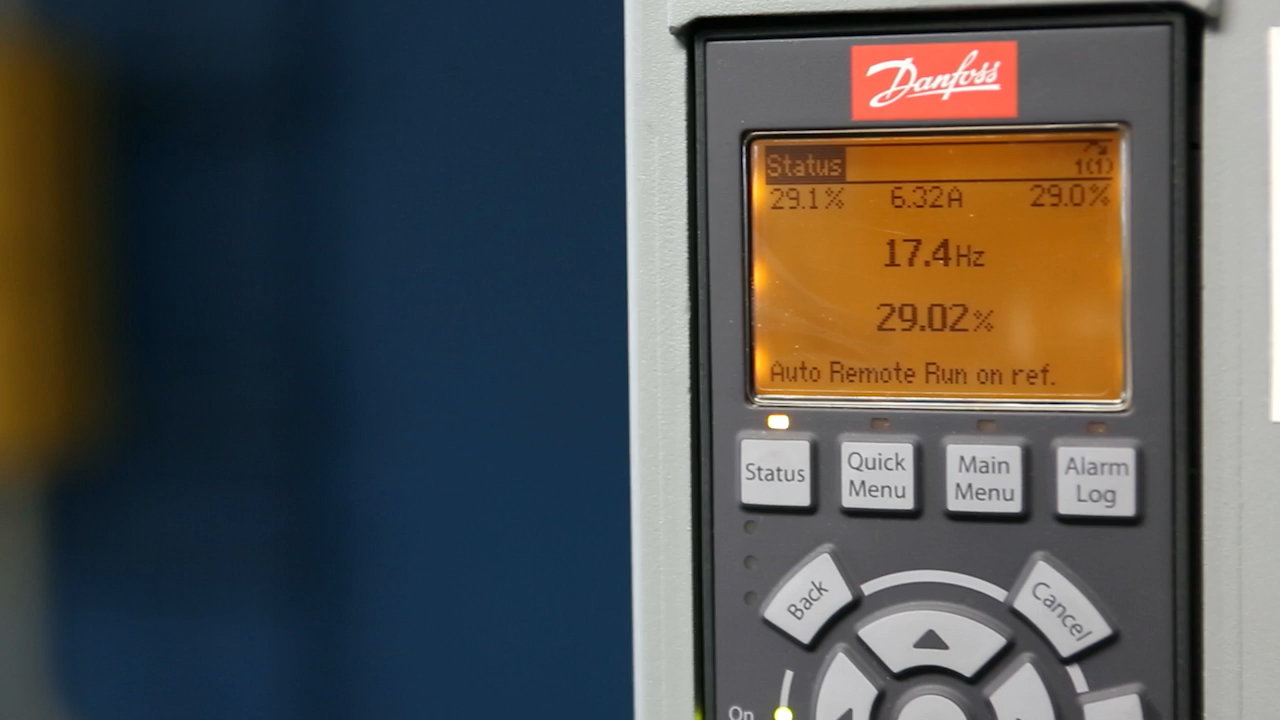 Danfoss
Status 1(1)
29.1% 6.32A 29.0%
17.4Hz
29.02%
Auto Remote Run on ref.
Status Quick Menu Main Menu Alarm Log
Back Cancel
On